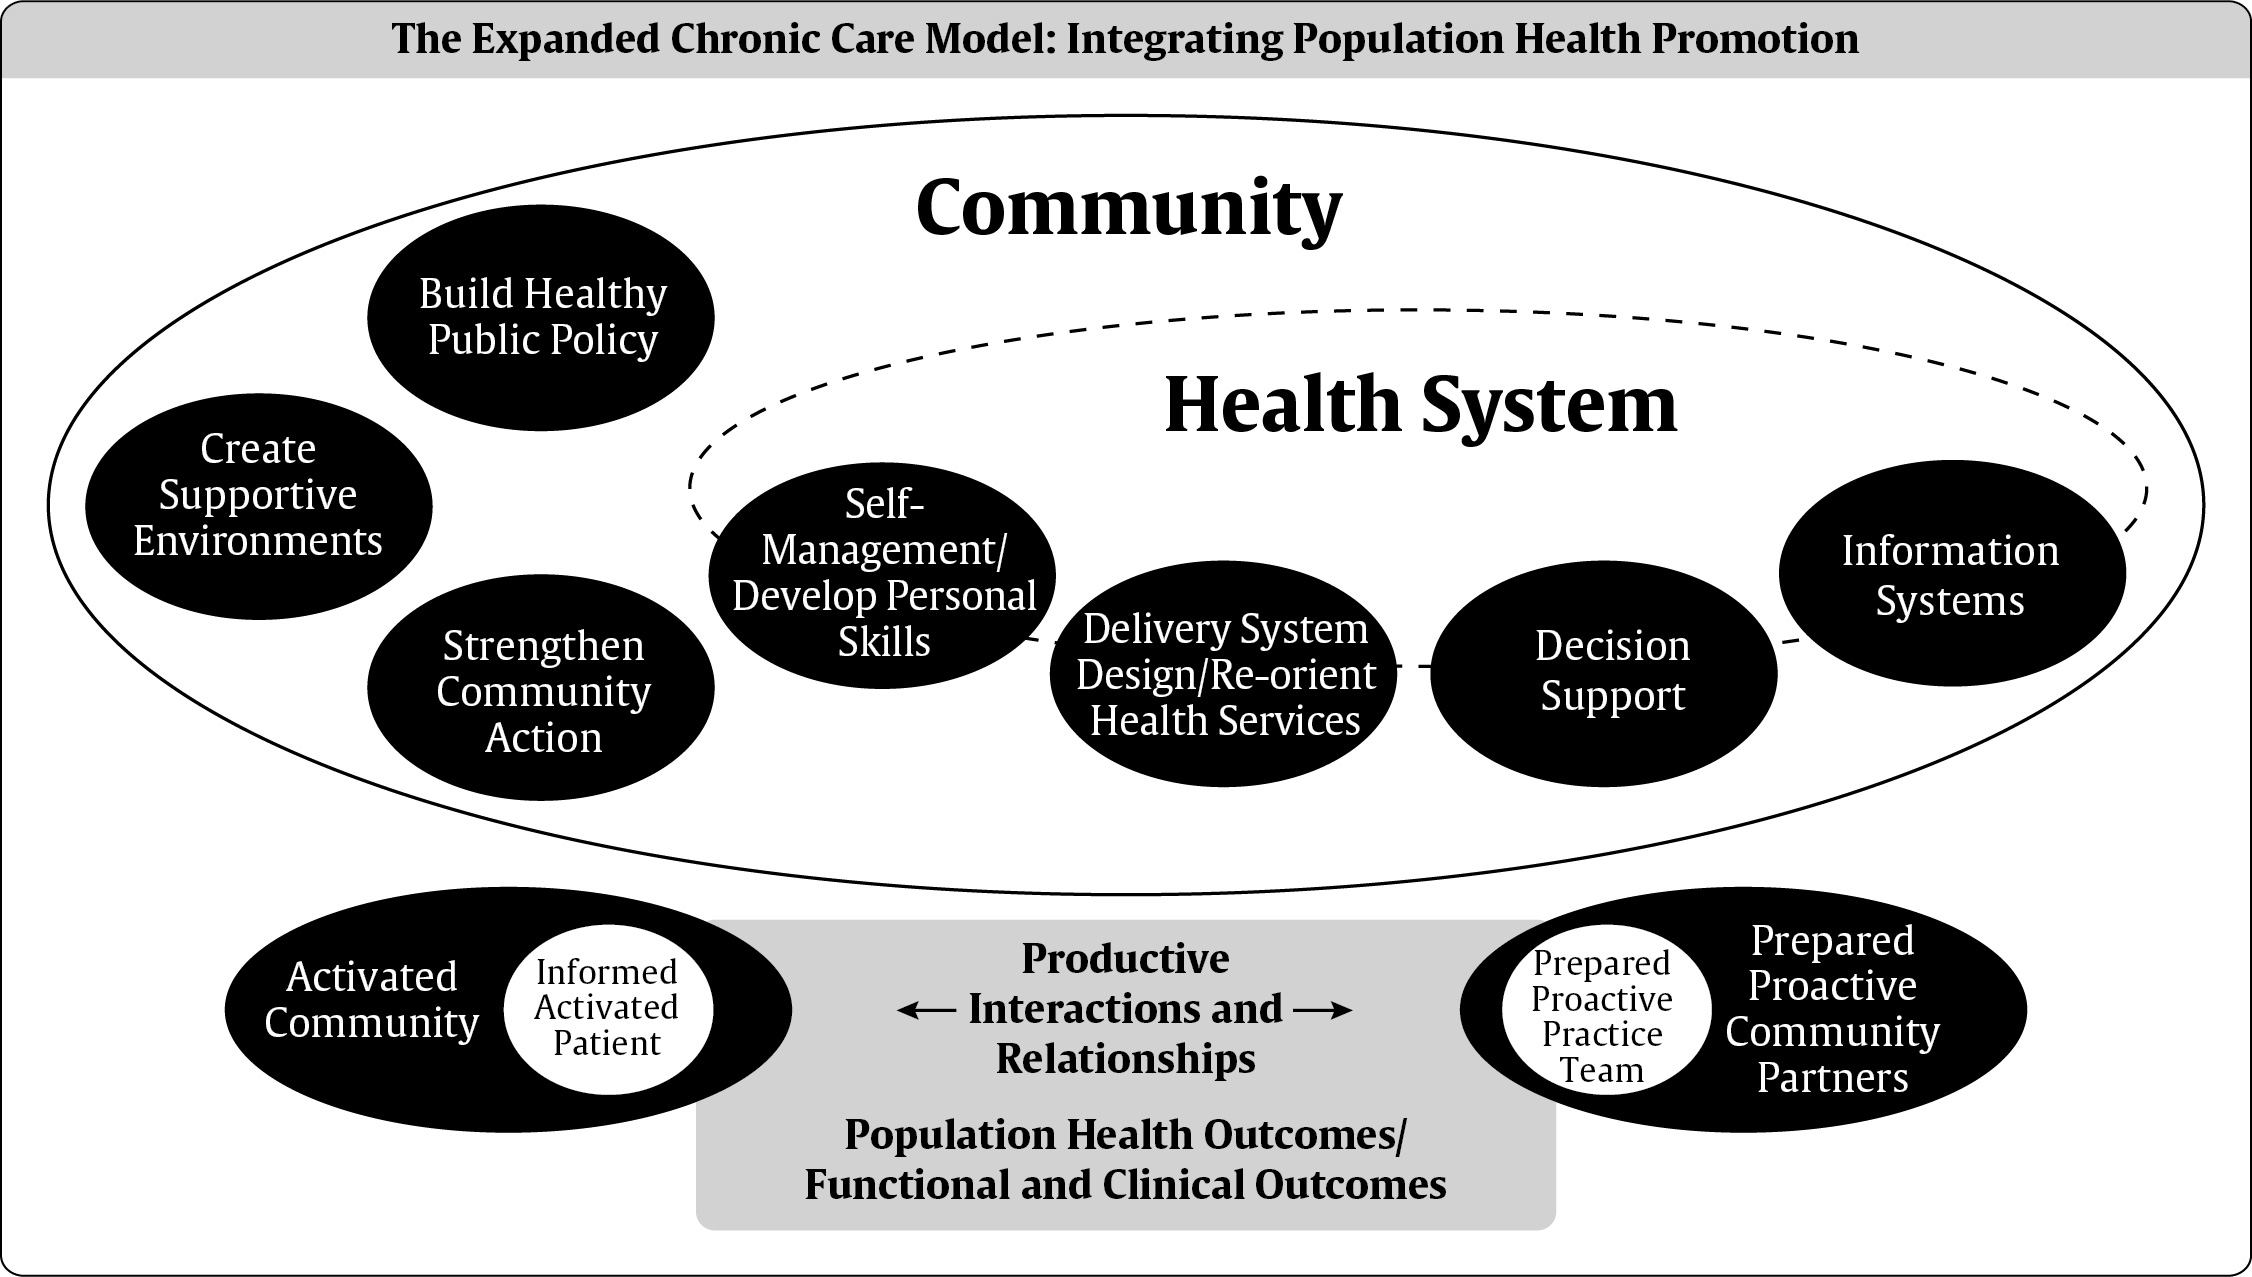 The Expanded Chronic Care Model: Integrating Population Health Promotion
Community
Build Healthy
Public Policy
Health System
Create
Supportive
Environments
Self-
Management/
Develop Personal
Skills
Information
Systems
Strengthen
Community
Action
Delivery System
Design/Re-orient
Health Services
Decision
Support
Activated
Community
Informed
Activated
Patient
Productive
Interactions and
Relationships
Prepared
Proactive
Practice
Team
Prepared
Proactive
Community
Partners
Population Health Outcomes/
Functional and Clinical Outcomes